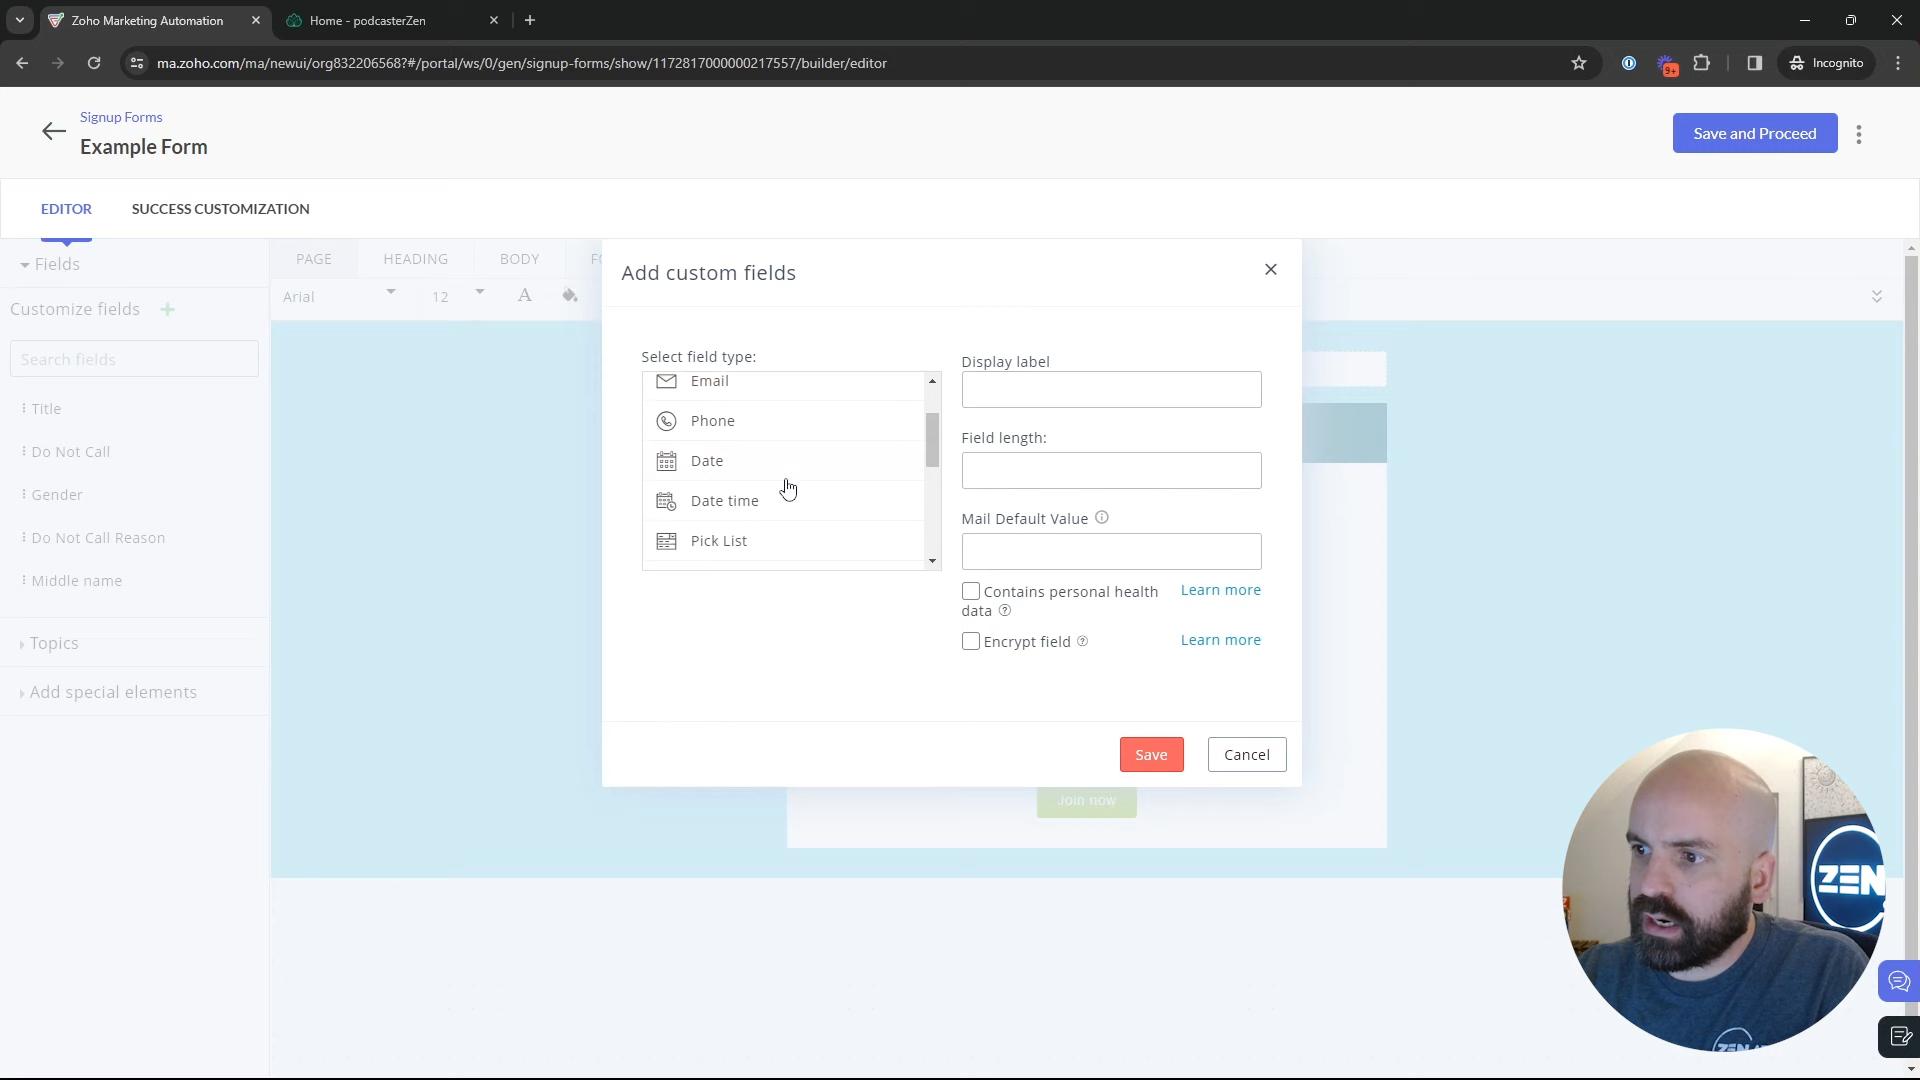 Zoho Marketing Automation
Home - podcasterZen
ma.zoho.com/ma/newui/org832206568?#/portal/ws/0/gen/signup-forms/show/1172817000000217557/builder/editor
9+
Incognito
Signup Forms
Example Form
Save and Proceed
EDITOR
SUCCESS CUSTOMIZATION
Fields
PAGE
HEADING
BODY
FO
Customize fields
Arial
12
A
Search fields
Title
Do Not Call
Gender
Do Not Call Reason
Middle name
Topics
Add special elements
Add custom fields
Select field type:
Email
Phone
Date
Date time
Pick List
Display label
Field length:
Mail Default Value
Contains personal health
data
Learn more
Encrypt field
Learn more
Save
Cancel
Join now
ZEN